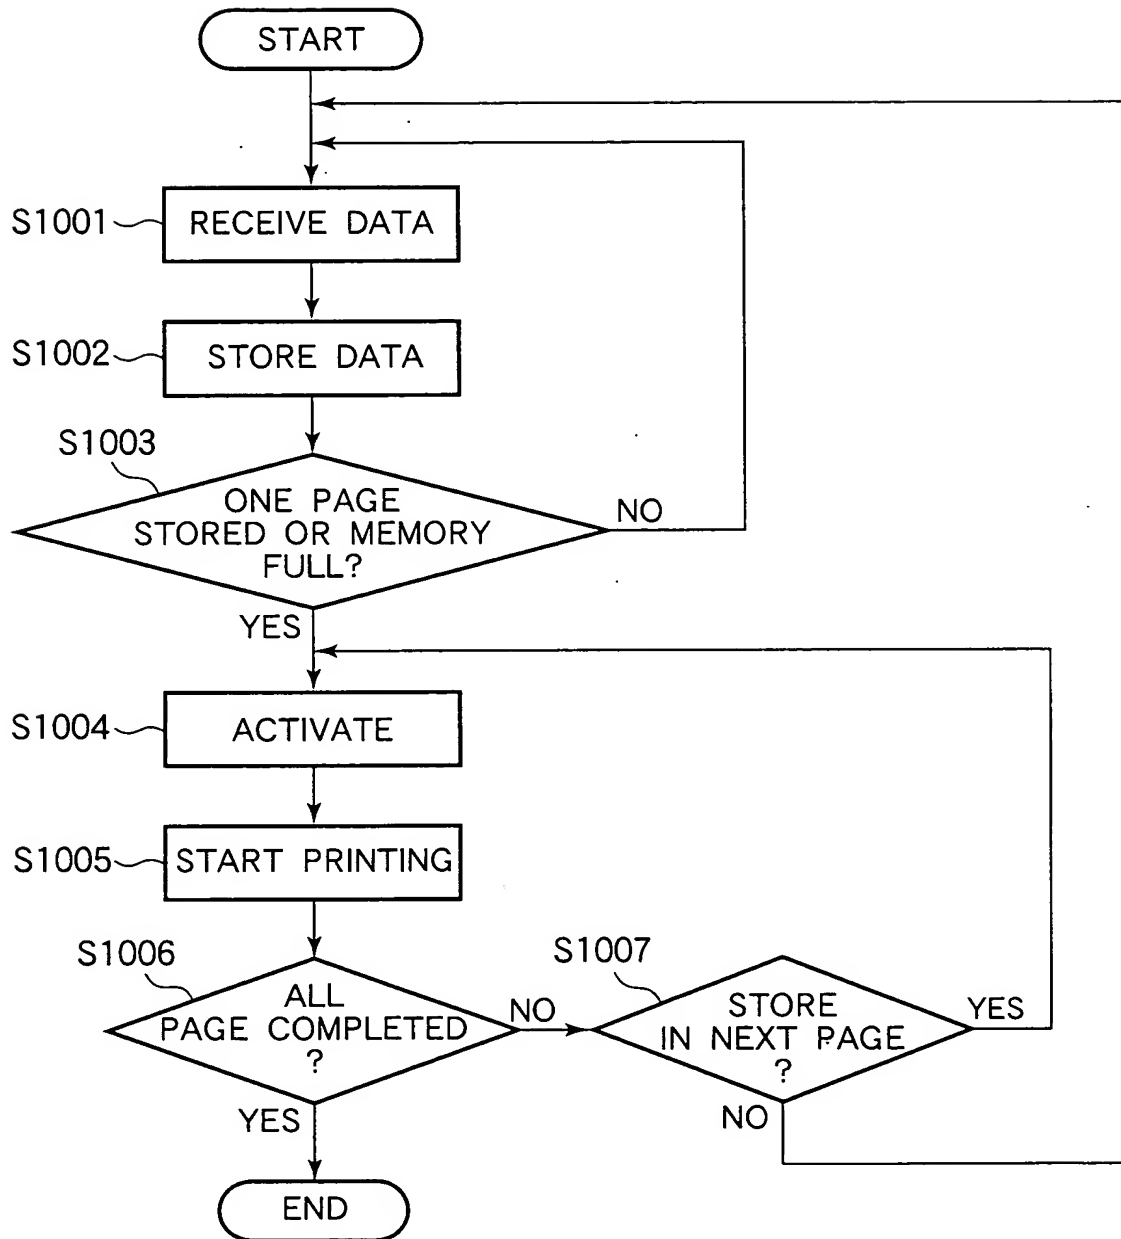 START
S1001
RECEIVE DATA
S1002
STORE DATA
S1003
ONE PAGE
STORED OR MEMORY
FULL?
NO
YES
S1004
ACTIVATE
S1005
START PRINTING
S1006
ALL
PAGE COMPLETED
?
NO
S1007
STORE
IN NEXT PAGE
?
YES
YES
NO
END